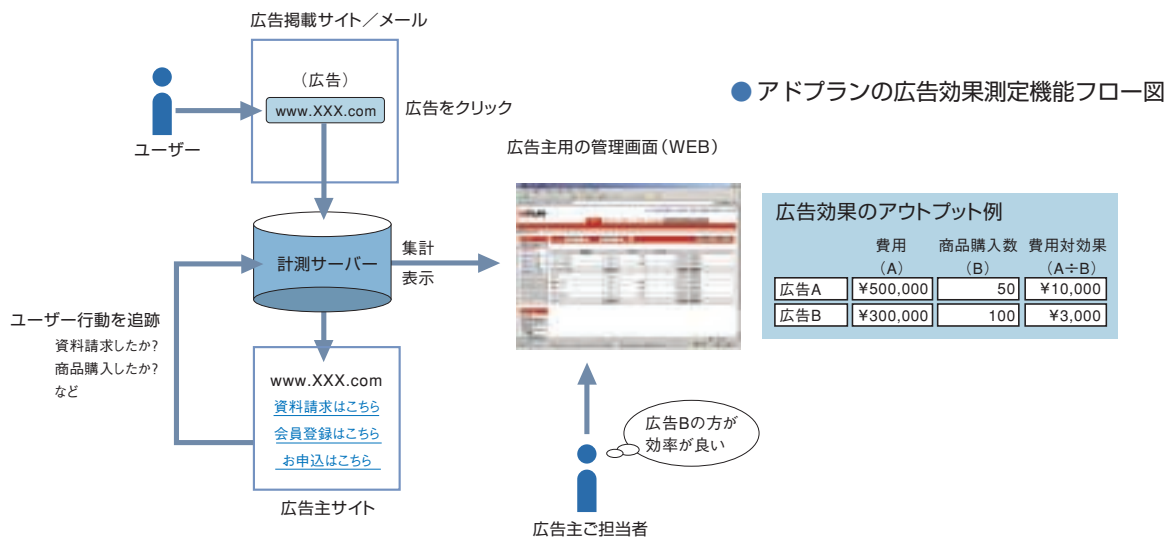 広告掲載サイト／メール
（広告）
www.XXX.com
広告をクリック
ユーザー
●アドプランの広告効果測定機能フロー図
広告主用の管理画面（WEB）
計測サーバー
集計
表示
広告効果のアウトプット例
費用 商品購入数 費用対効果
（A） （B） （A÷B）
広告A ¥500,000 50 ¥10,000
広告B ¥300,000 100 ¥3,000
ユーザー行動を追跡
資料請求したか?
商品購入したか?
など
www.XXX.com
資料請求はこちら
会員登録はこちら
お申込はこちら
広告主サイト
広告Bの方が
効率が良い
広告主ご担当者